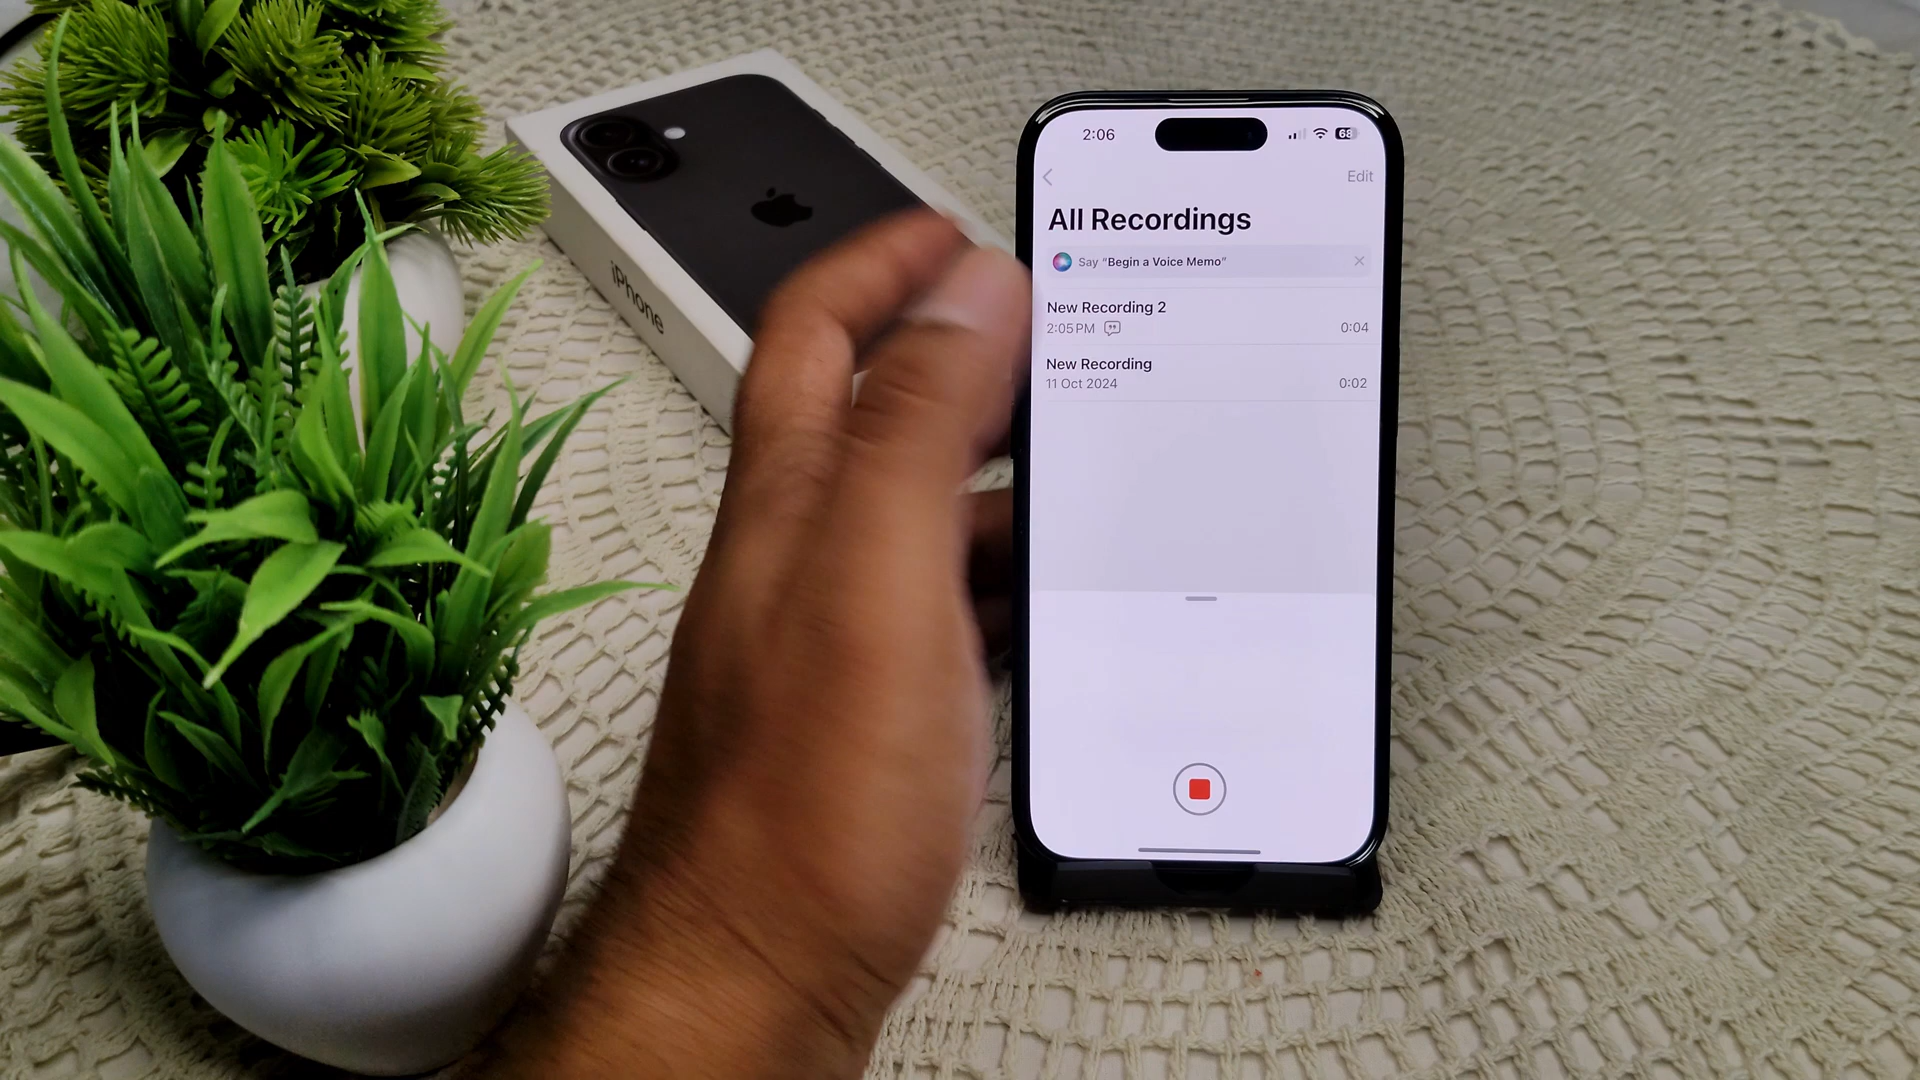 iPhone
2:06
68
Edit
All Recordings
Say “Begin a Voice Memo”
New Recording 2
2:05 PM
0:04
New Recording
11 Oct 2024
0:02